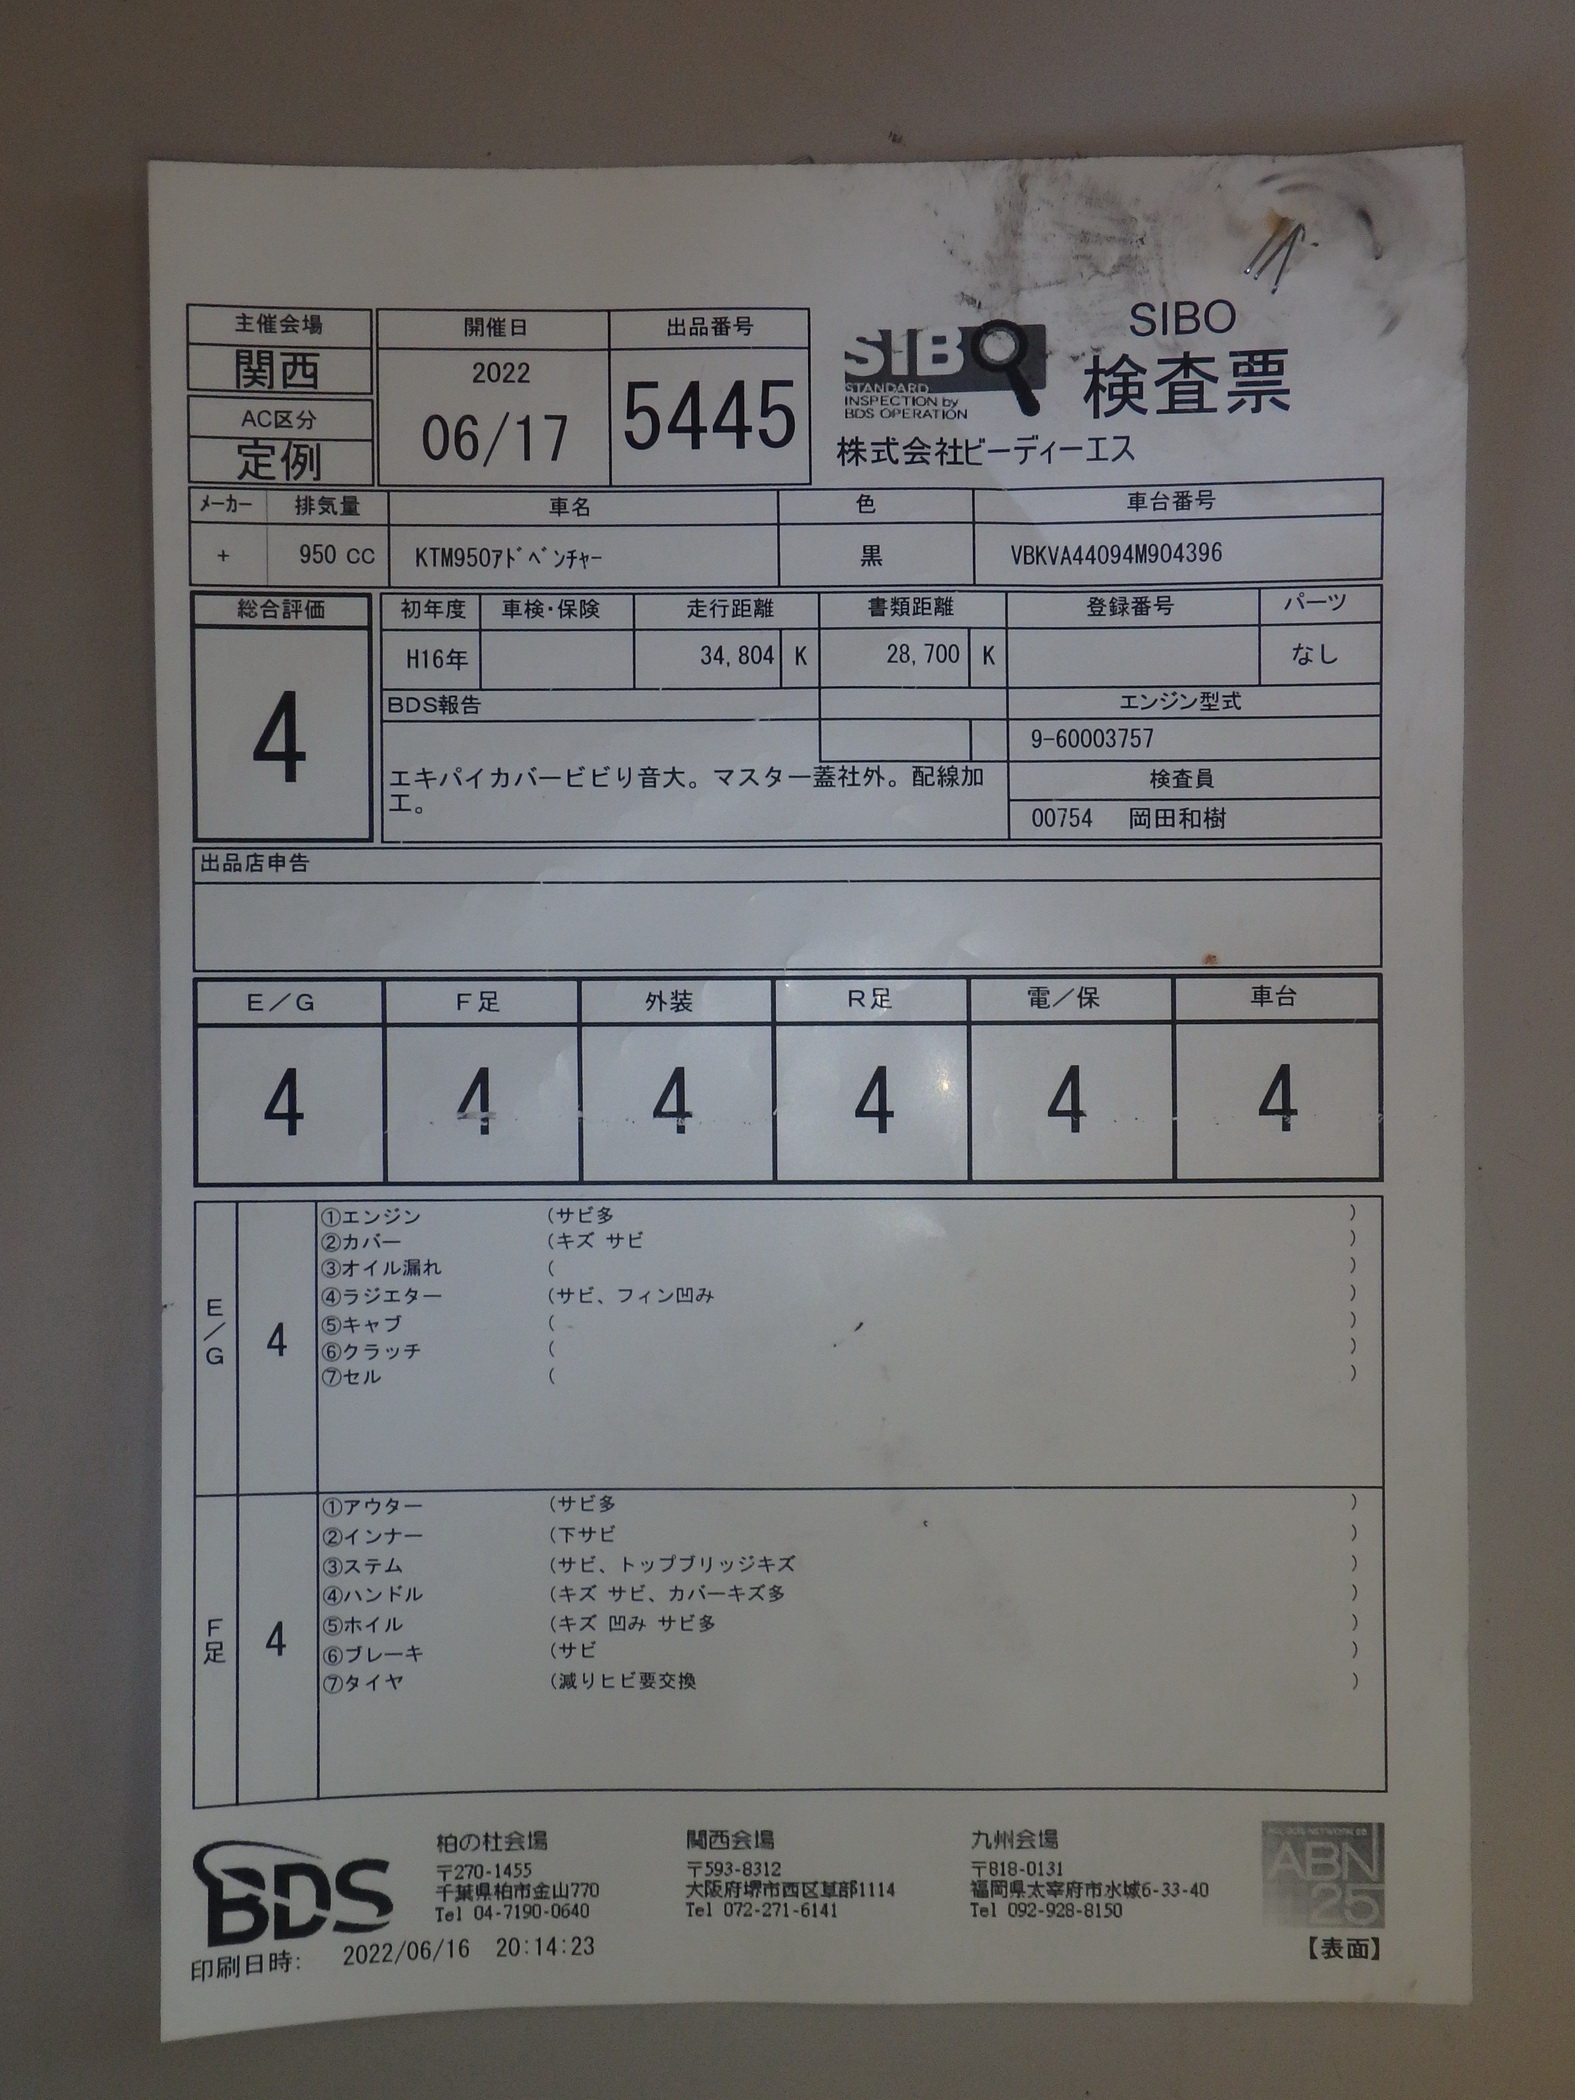 主催会場
関西
AC区分
定例
開催日
2022
06/17
出品番号
5445
SIBO
STANDARD
INSPECTION by
BDS OPERATION
SIBO
検査票
株式会社ビーディーエス
メーカー 排気量 車名 色 車台番号
+ 950 CC KTM950ｱﾄﾞﾍﾞﾝﾁｬｰ 黒 VBKVA44094M904396
総合評価
4
初年度 車検・保険 走行距離 書類距離 登録番号 パーツ
H16年 34,804 K 28,700 K なし
BDS報告
エキパイカバービビり音大。マスター蓋社外。配線加
工。
エンジン型式
9-60003757
検査員
00754 岡田和樹
出品店申告
E／G F足 外装 R足 電／保 車台
4 4 4 4 4 4
E／G
4
①エンジン (サビ多 )
②カバー (キズ サビ )
③オイル漏れ ( )
④ラジエター (サビ、フィン凹み )
⑤キャブ ( )
⑥クラッチ ( )
⑦セル ( )
F足
4
①アウター (サビ多 )
②インナー (下サビ )
③ステム (サビ、トップブリッジキズ )
④ハンドル (キズ サビ、カバーキズ多 )
⑤ホイル (キズ 凹み サビ多 )
⑥ブレーキ (サビ )
⑦タイヤ (減りヒビ要交換 )
BDS
柏の杜会場
〒270-1455
千葉県柏市金山770
Tel 04-7190-0640
関西会場
〒593-8312
大阪府堺市西区草部1114
Tel 072-271-6141
九州会場
〒818-0131
福岡県太宰府市水城6-33-40
Tel 092-928-8150
ABN
25
印刷日時: 2022/06/16 20:14:23
【表面】